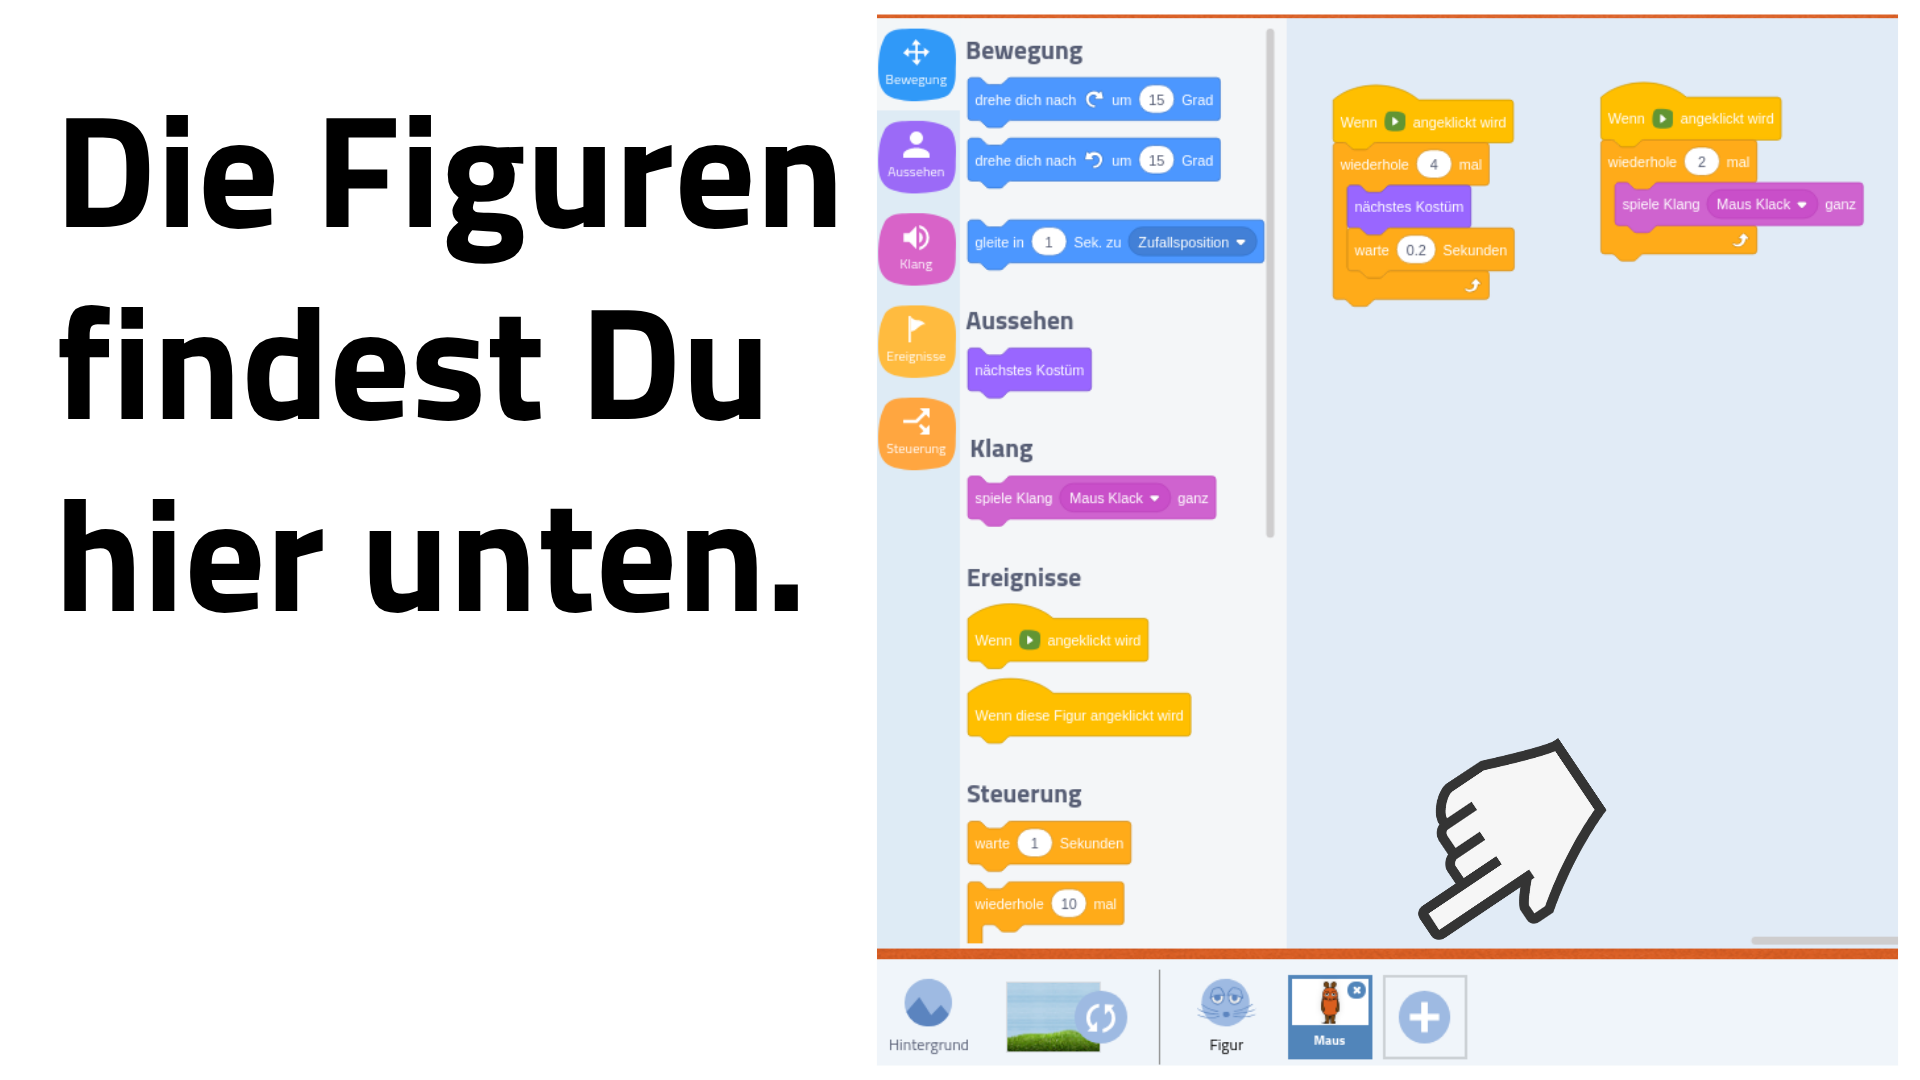 Die Figuren
findest Du
hier unten.
Bewegung
Aussehen
Klang
Ereignisse
Steuerung
Bewegung
drehe dich nach um 15 Grad
drehe dich nach um 15 Grad
gleite in 1 Sek. zu Zufallsposition
Aussehen
nächstes Kostüm
Klang
spiele Klang Maus Klack ganz
Ereignisse
Wenn angeklickt wird
Wenn diese Figur angeklickt wird
Steuerung
warte 1 Sekunden
wiederhole 10 mal
Wenn angeklickt wird
wiederhole 4 mal
nächstes Kostüm
warte 0.2 Sekunden
Wenn angeklickt wird
wiederhole 2 mal
spiele Klang Maus Klack ganz
Hintergrund
Figur
Maus